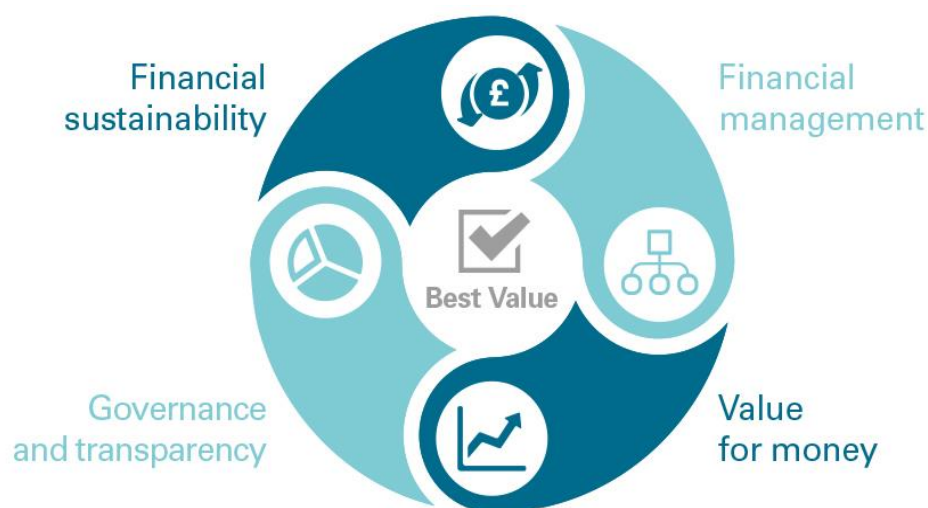 Financial
sustainability
£
Financial
management
Best Value
Governance
and transparency
Value
for money